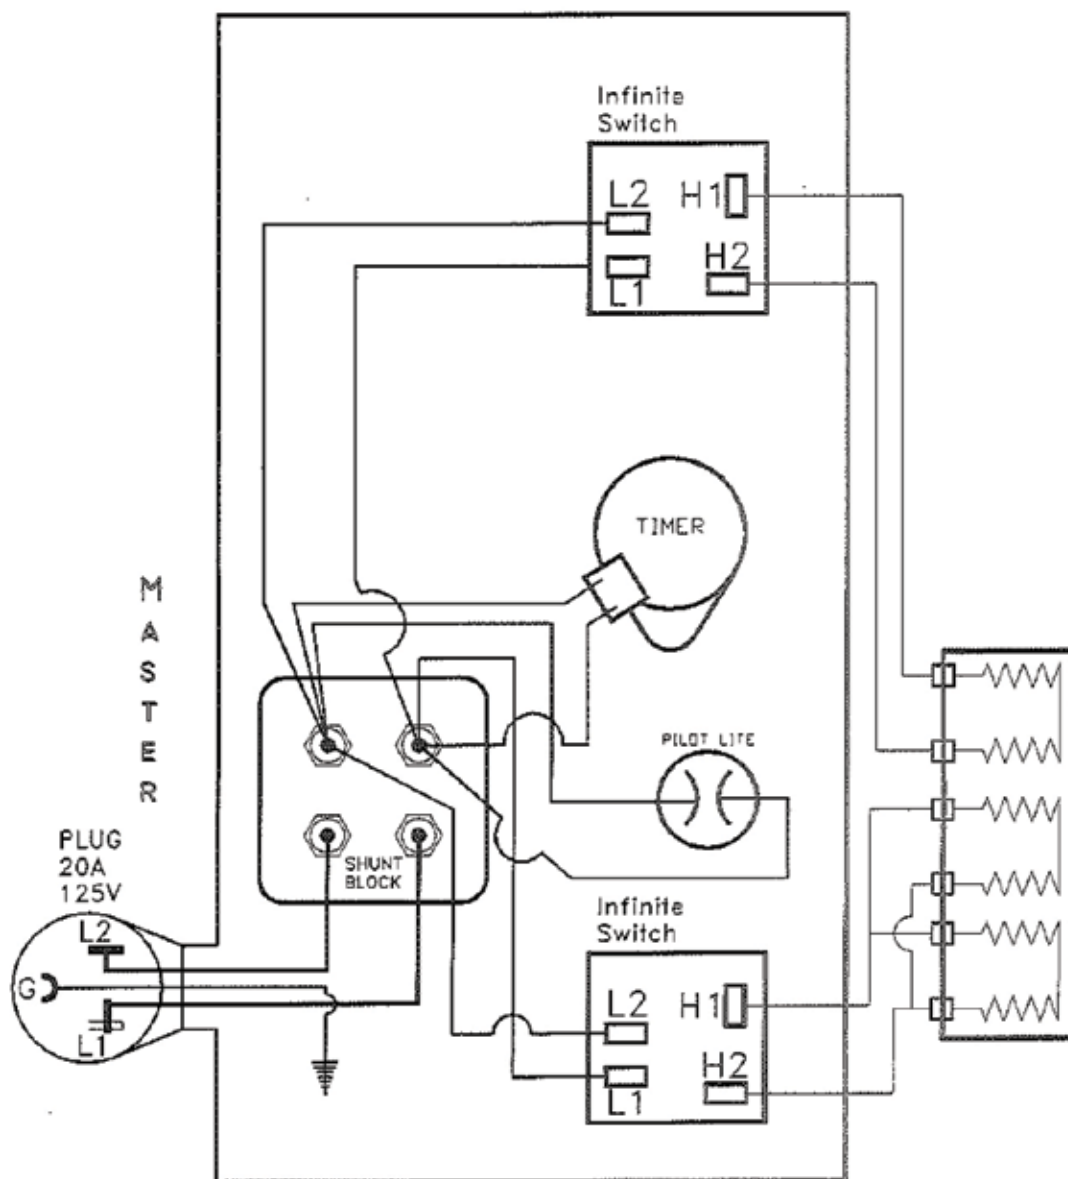 Infinite
Switch
L2
H1
H2
L1
TIMER
MASTER
PILOT LITE
PLUG
20A
125V
SHUNT
BLOCK
L2
G
L1
Infinite
Switch
L2
H1
H2
L1